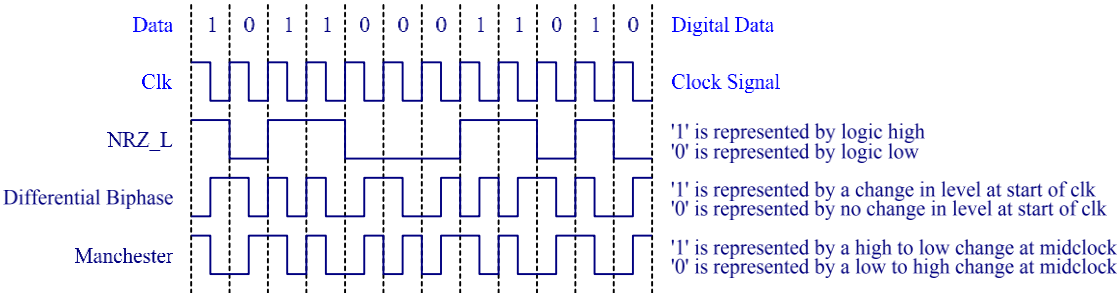 Data 1 0 1 1 0 0 0 1 1 0 1 0 Digital Data
Clk Clock Signal
NRZ_L '1' is represented by logic high
'0' is represented by logic low
Differential Biphase '1' is represented by a change in level at start of clk
'0' is represented by no change in level at start of clk
Manchester '1' is represented by a high to low change at midclock
'0' is represented by a low to high change at midclock